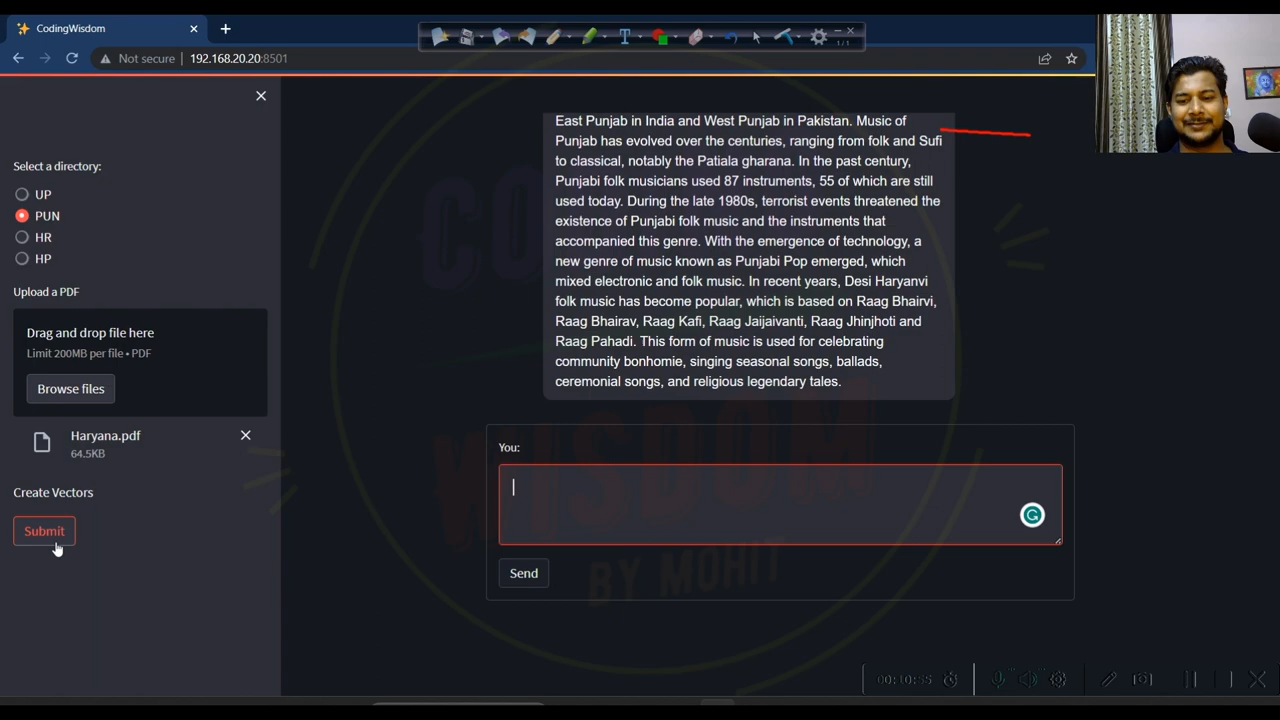 CodingWisdom
Not secure
192.168.20.20:8501
1/1
Select a directory:
UP
PUN
HR
HP
Upload a PDF
Drag and drop file here
Limit 200MB per file • PDF
Browse files
Haryana.pdf
64.5KB
Create Vectors
Submit
East Punjab in India and West Punjab in Pakistan. Music of
Punjab has evolved over the centuries, ranging from folk and Sufi
to classical, notably the Patiala gharana. In the past century,
Punjabi folk musicians used 87 instruments, 55 of which are still
used today. During the late 1980s, terrorist events threatened the
existence of Punjabi folk music and the instruments that
accompanied this genre. With the emergence of technology, a
new genre of music known as Punjabi Pop emerged, which
mixed electronic and folk music. In recent years, Desi Haryanvi
folk music has become popular, which is based on Raag Bhairvi,
Raag Bhairav, Raag Kafi, Raag Jaijaivanti, Raag Jhinjhoti and
Raag Pahadi. This form of music is used for celebrating
community bonhomie, singing seasonal songs, ballads,
ceremonial songs, and religious legendary tales.
You:
Send
WISDOM
BY MOHIT
00:10:55